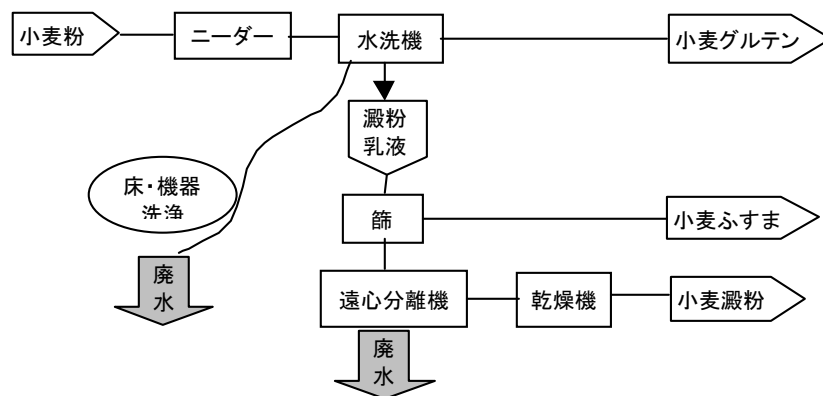 小麦粉
ニーダー
水洗機
小麦グルテン
澱粉
乳液
床・機器
洗浄
篩
小麦ふすま
廃
水
遠心分離機
乾燥機
小麦澱粉
廃
水